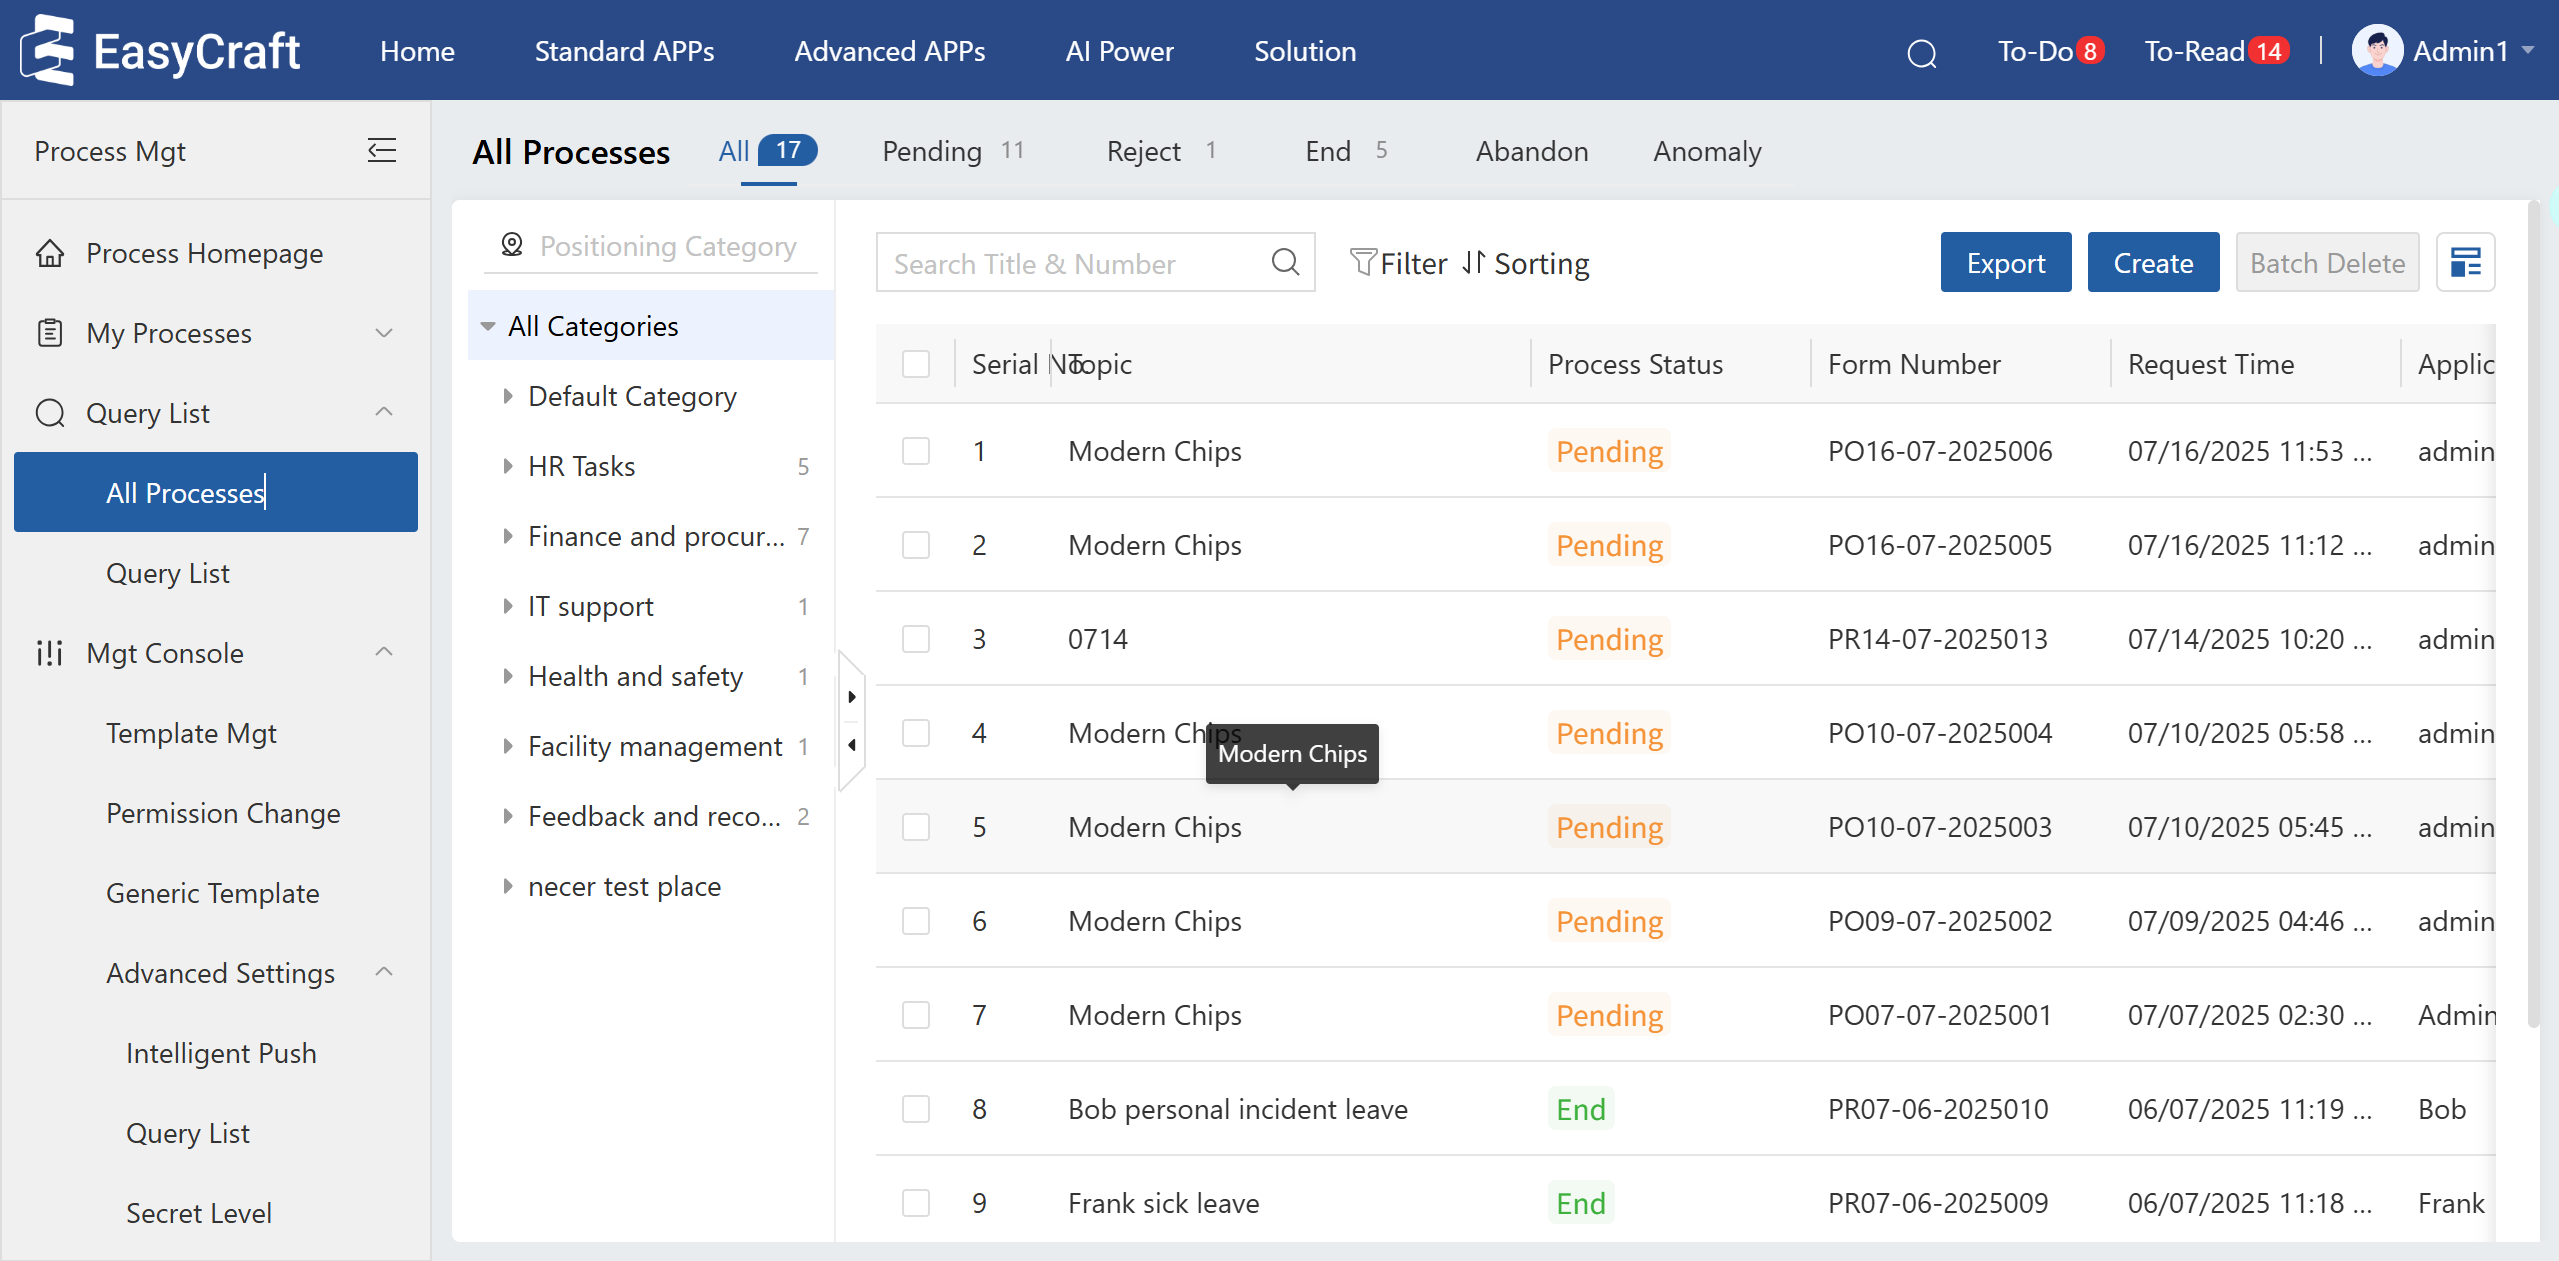 EasyCraft Home Standard APPs Advanced APPs AI Power Solution To-Do 8 To-Read 14 Admin1
Process Mgt
Process Homepage
My Processes
Query List
All Processes
Query List
Mgt Console
Template Mgt
Permission Change
Generic Template
Advanced Settings
Intelligent Push
Query List
Secret Level
All Processes All 17 Pending 11 Reject 1 End 5 Abandon Anomaly
Positioning Category
All Categories
Default Category
HR Tasks 5
Finance and procur... 7
IT support 1
Health and safety 1
Facility management 1
Feedback and reco... 2
necer test place
Search Title & Number Filter Sorting Export Create Batch Delete
Serial No. Topic Process Status Form Number Request Time Applic
1 Modern Chips Pending PO16-07-2025006 07/16/2025 11:53 ... admin
2 Modern Chips Pending PO16-07-2025005 07/16/2025 11:12 ... admin
3 0714 Pending PR14-07-2025013 07/14/2025 10:20 ... admin
4 Modern Chips Pending PO10-07-2025004 07/10/2025 05:58 ... admin
Modern Chips
5 Modern Chips Pending PO10-07-2025003 07/10/2025 05:45 ... admin
6 Modern Chips Pending PO09-07-2025002 07/09/2025 04:46 ... admin
7 Modern Chips Pending PO07-07-2025001 07/07/2025 02:30 ... Admin
8 Bob personal incident leave End PR07-06-2025010 06/07/2025 11:19 ... Bob
9 Frank sick leave End PR07-06-2025009 06/07/2025 11:18 ... Frank